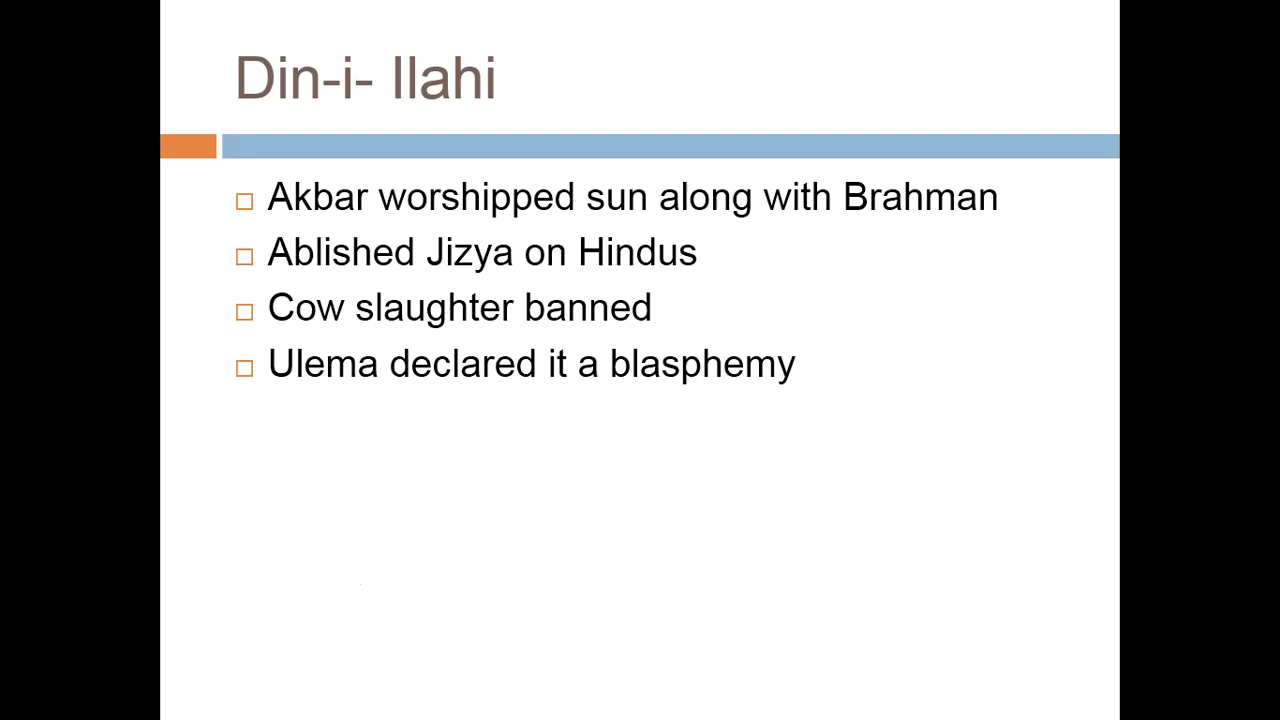 Din-i- Ilahi
Akbar worshipped sun along with Brahman
Ablished Jizya on Hindus
Cow slaughter banned
Ulema declared it a blasphemy